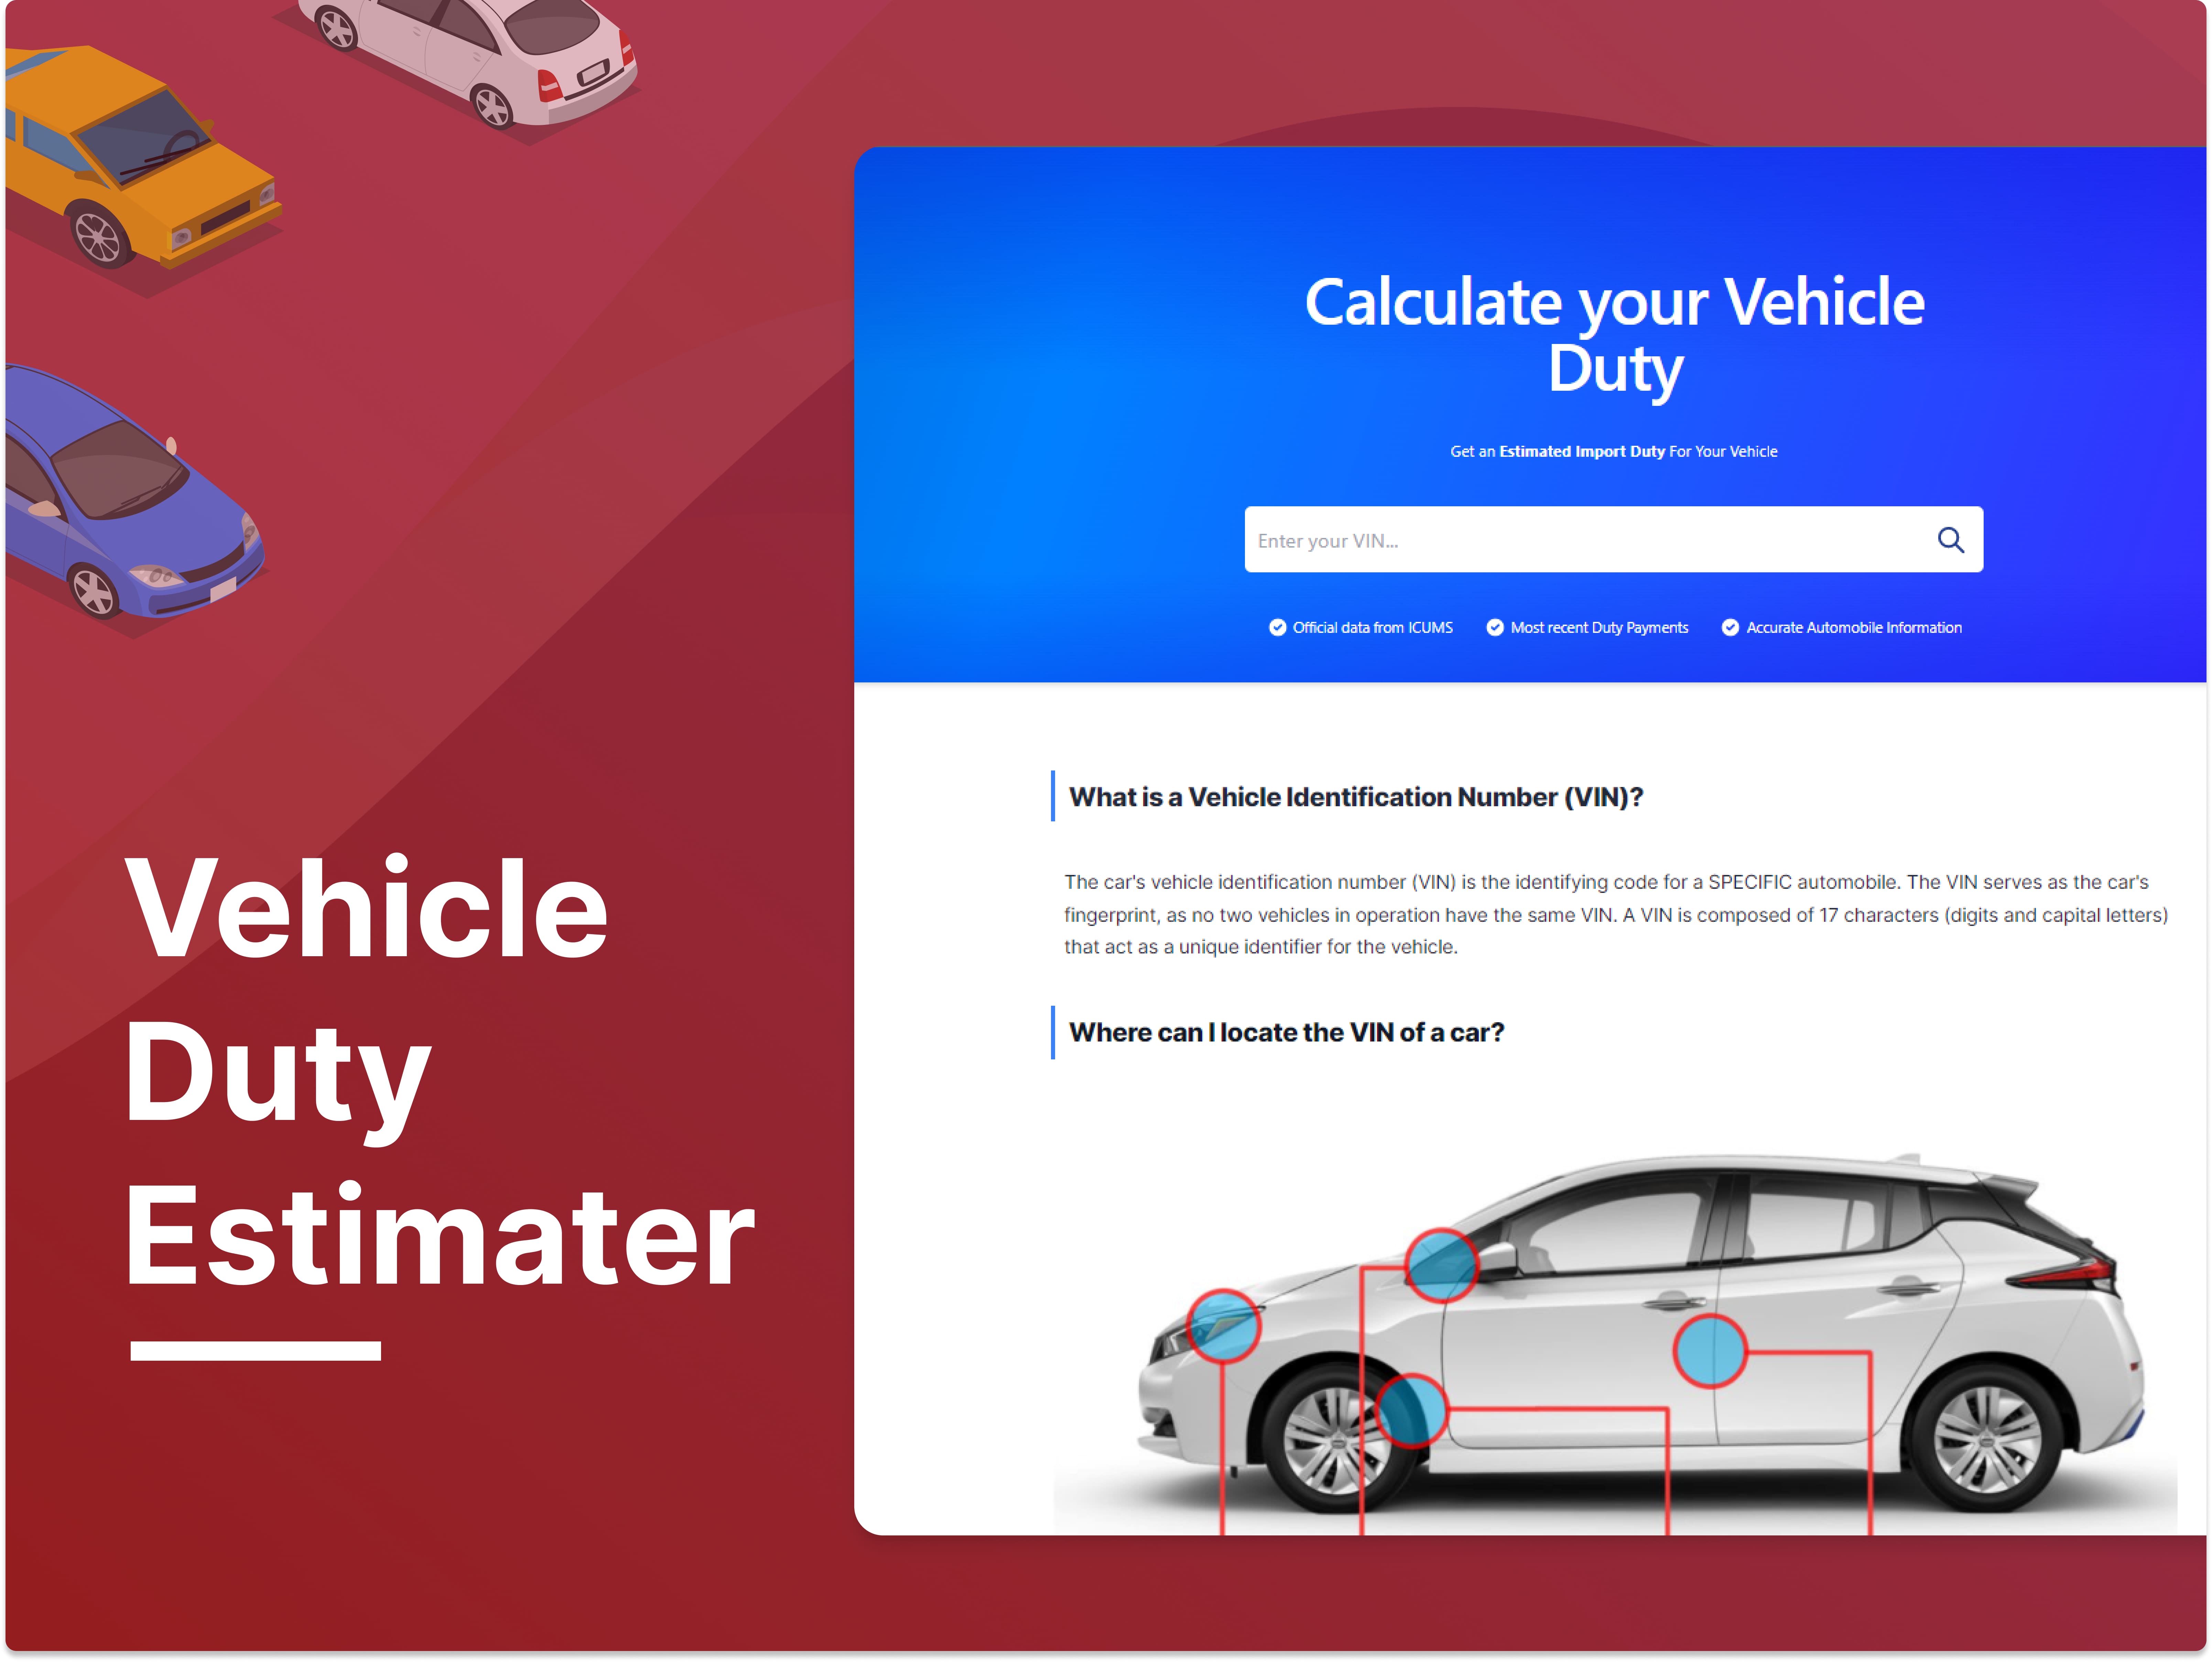 Vehicle
Duty
Estimater
Calculate your Vehicle
Duty
Get an Estimated Import Duty For Your Vehicle
Enter your VIN...
Official data from ICUMS Most recent Duty Payments Accurate Automobile Information
What is a Vehicle Identification Number (VIN)?
The car's vehicle identification number (VIN) is the identifying code for a SPECIFIC automobile. The VIN serves as the car's
fingerprint, as no two vehicles in operation have the same VIN. A VIN is composed of 17 characters (digits and capital letters)
that act as a unique identifier for the vehicle.
Where can I locate the VIN of a car?